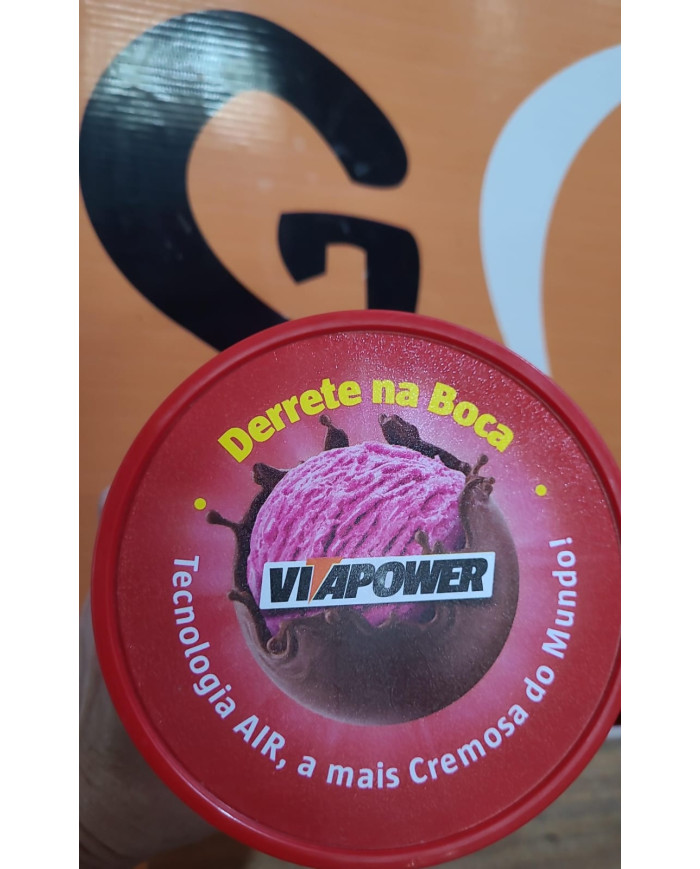 G
Derrete na Boca
VITAPOWER
Tecnologia AIR, a mais Cremosa do Mundo!